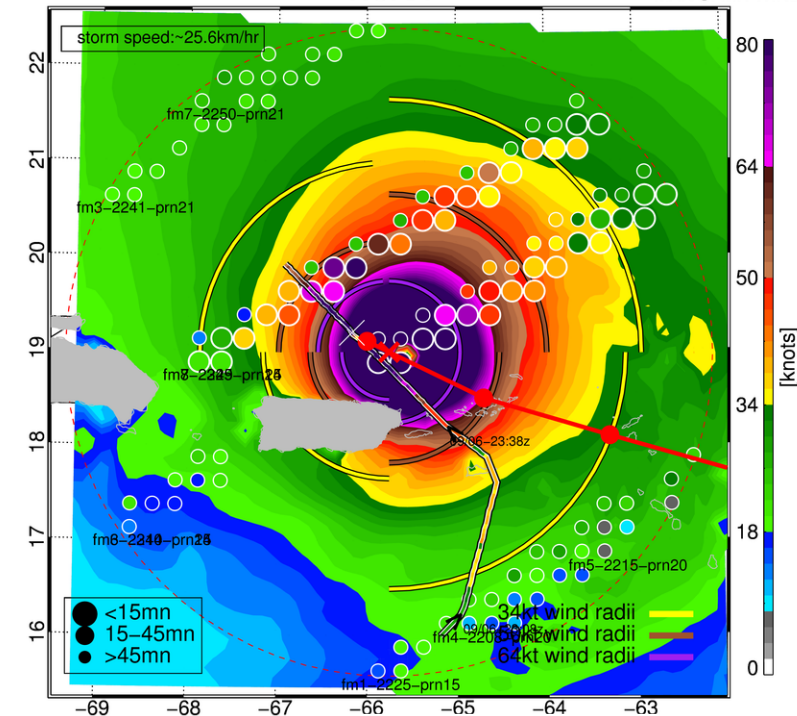 storm speed:~25.6km/hr
fm7-2250-prn21
fm3-2241-prn21
09/06-23:38z
fm5-2215-prn20
fm1-2225-prn15
<15mn
15-45mn
>45mn
34kt wind radii
64kt wind radii
22
21
20
19
18
17
16
-69
-68
-67
-66
-65
-64
-63
80
64
50
34
18
0
[knots]